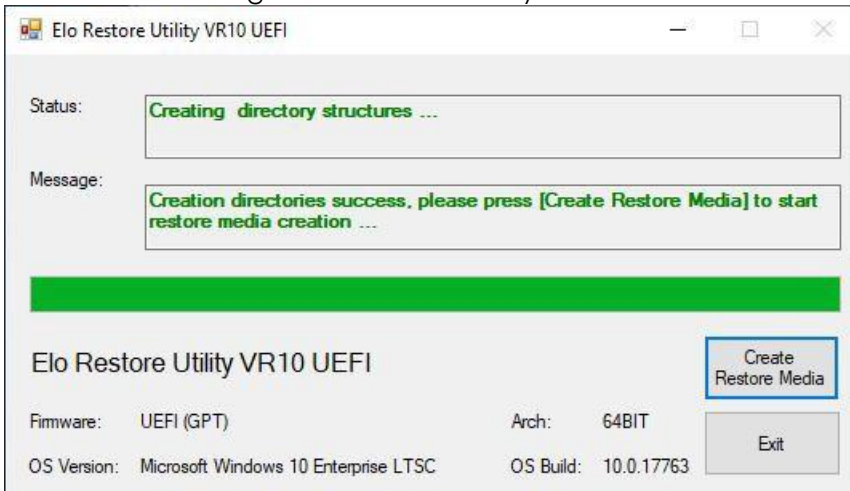 Elo Restore Utility VR10 UEFI
Status:
Creating directory structures ...
Message:
Creation directories success, please press [Create Restore Media] to start
restore media creation ...
Elo Restore Utility VR10 UEFI
Create
Restore Media
Firmware: UEFI (GPT) Arch: 64BIT
Exit
OS Version: Microsoft Windows 10 Enterprise LTSC OS Build: 10.0.17763